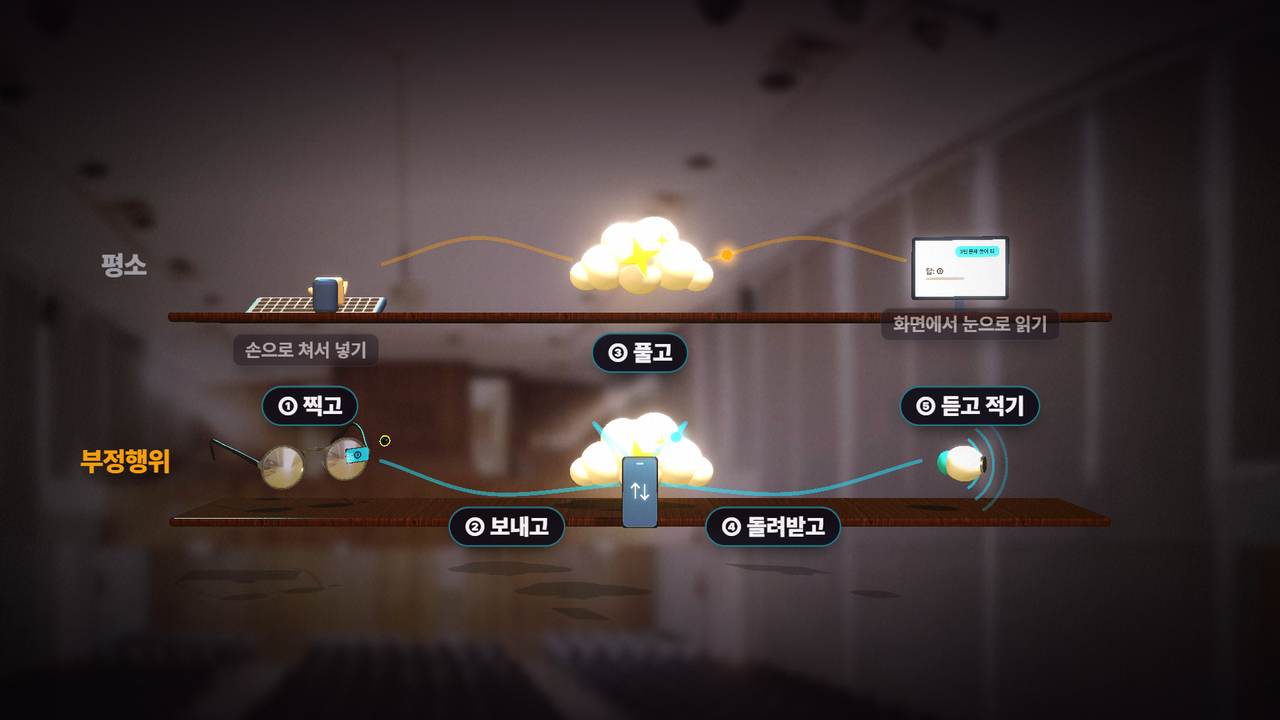 평소
답: ①
손으로 쳐서 넣기
③ 풀고
화면에서 눈으로 읽기
① 찍고
⑤ 듣고 적기
부정행위
② 보내고
④ 돌려받고